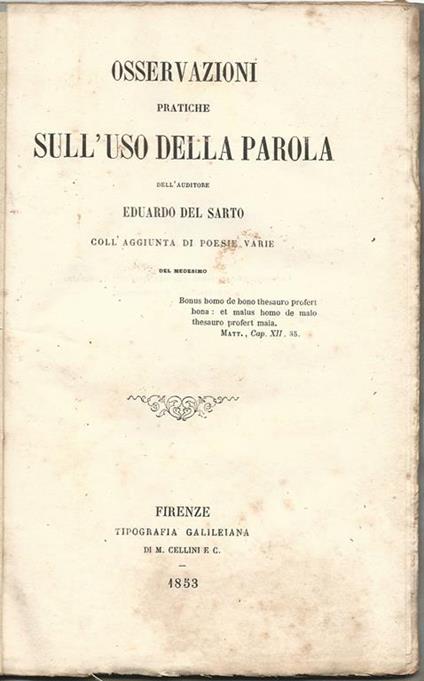 OSSERVAZIONI
PRATICHE
SULL'USO DELLA PAROLA
DELL'AUDITORE
EDUARDO DEL SARTO
COLL'AGGIUNTA DI POESIE VARIE
DEL MEDESIMO
Bonus homo de bono thesauro profert
bona: et malus homo de malo
thesauro profert mala.
MATT., Cap. XII. 35.
FIRENZE
TIPOGRAFIA GALILEIANA
DI M. CELLINI E C.
1853